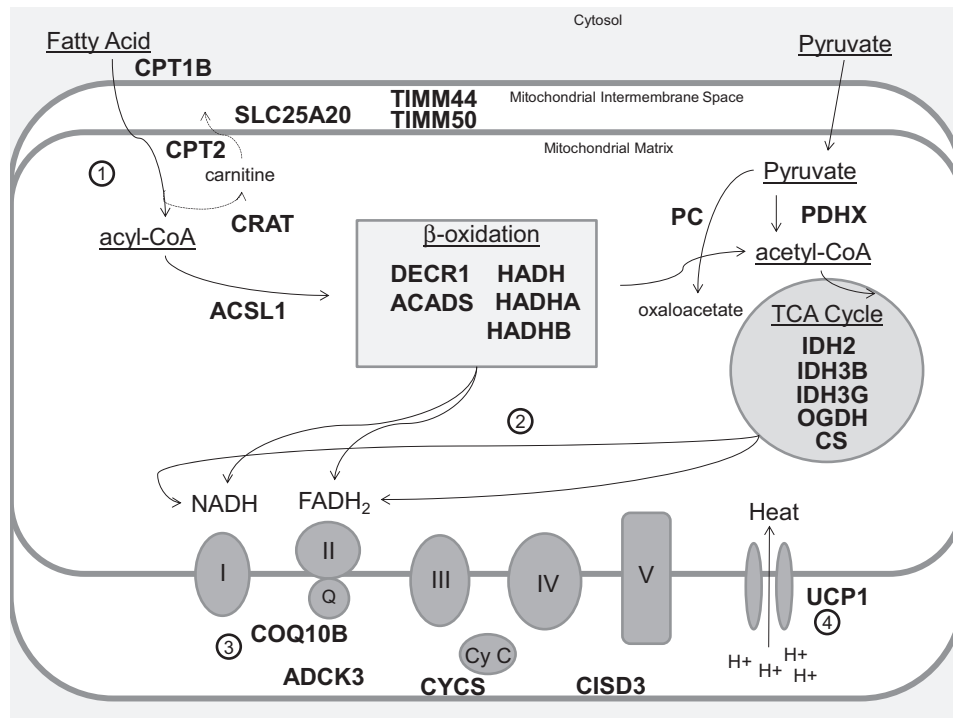 Cytosol
Fatty Acid
Pyruvate
CPT1B
TIMM44
Mitochondrial Intermembrane Space
SLC25A20
TIMM50
CPT2
Mitochondrial Matrix
1
carnitine
Pyruvate
CRAT
PC
PDHX
acyl-CoA
β-oxidation
acetyl-CoA
DECR1 HADH
ACADS HADHA
HADHB
ACSL1
oxaloacetate
TCA Cycle
IDH2
IDH3B
IDH3G
OGDH
CS
2
NADH
FADH2
Heat
I
II
III
IV
V
Q
UCP1
4
3
COQ10B
Cy C
H+
H+
H+
H+
ADCK3
CYCS
CISD3